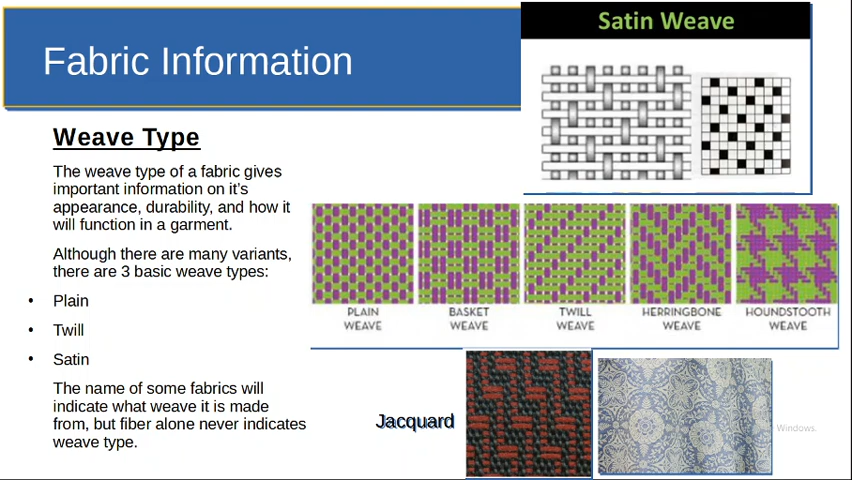 Fabric Information
Satin Weave
Weave Type
The weave type of a fabric gives
important information on it's
appearance, durability, and how it
will function in a garment.
Although there are many variants,
there are 3 basic weave types:
• Plain
• Twill
• Satin
The name of some fabrics will
indicate what weave it is made
from, but fiber alone never indicates
weave type.
PLAIN
WEAVE
BASKET
WEAVE
TWILL
WEAVE
HERRINGBONE
WEAVE
HOUNDSTOOTH
WEAVE
Jacquard
Windows.